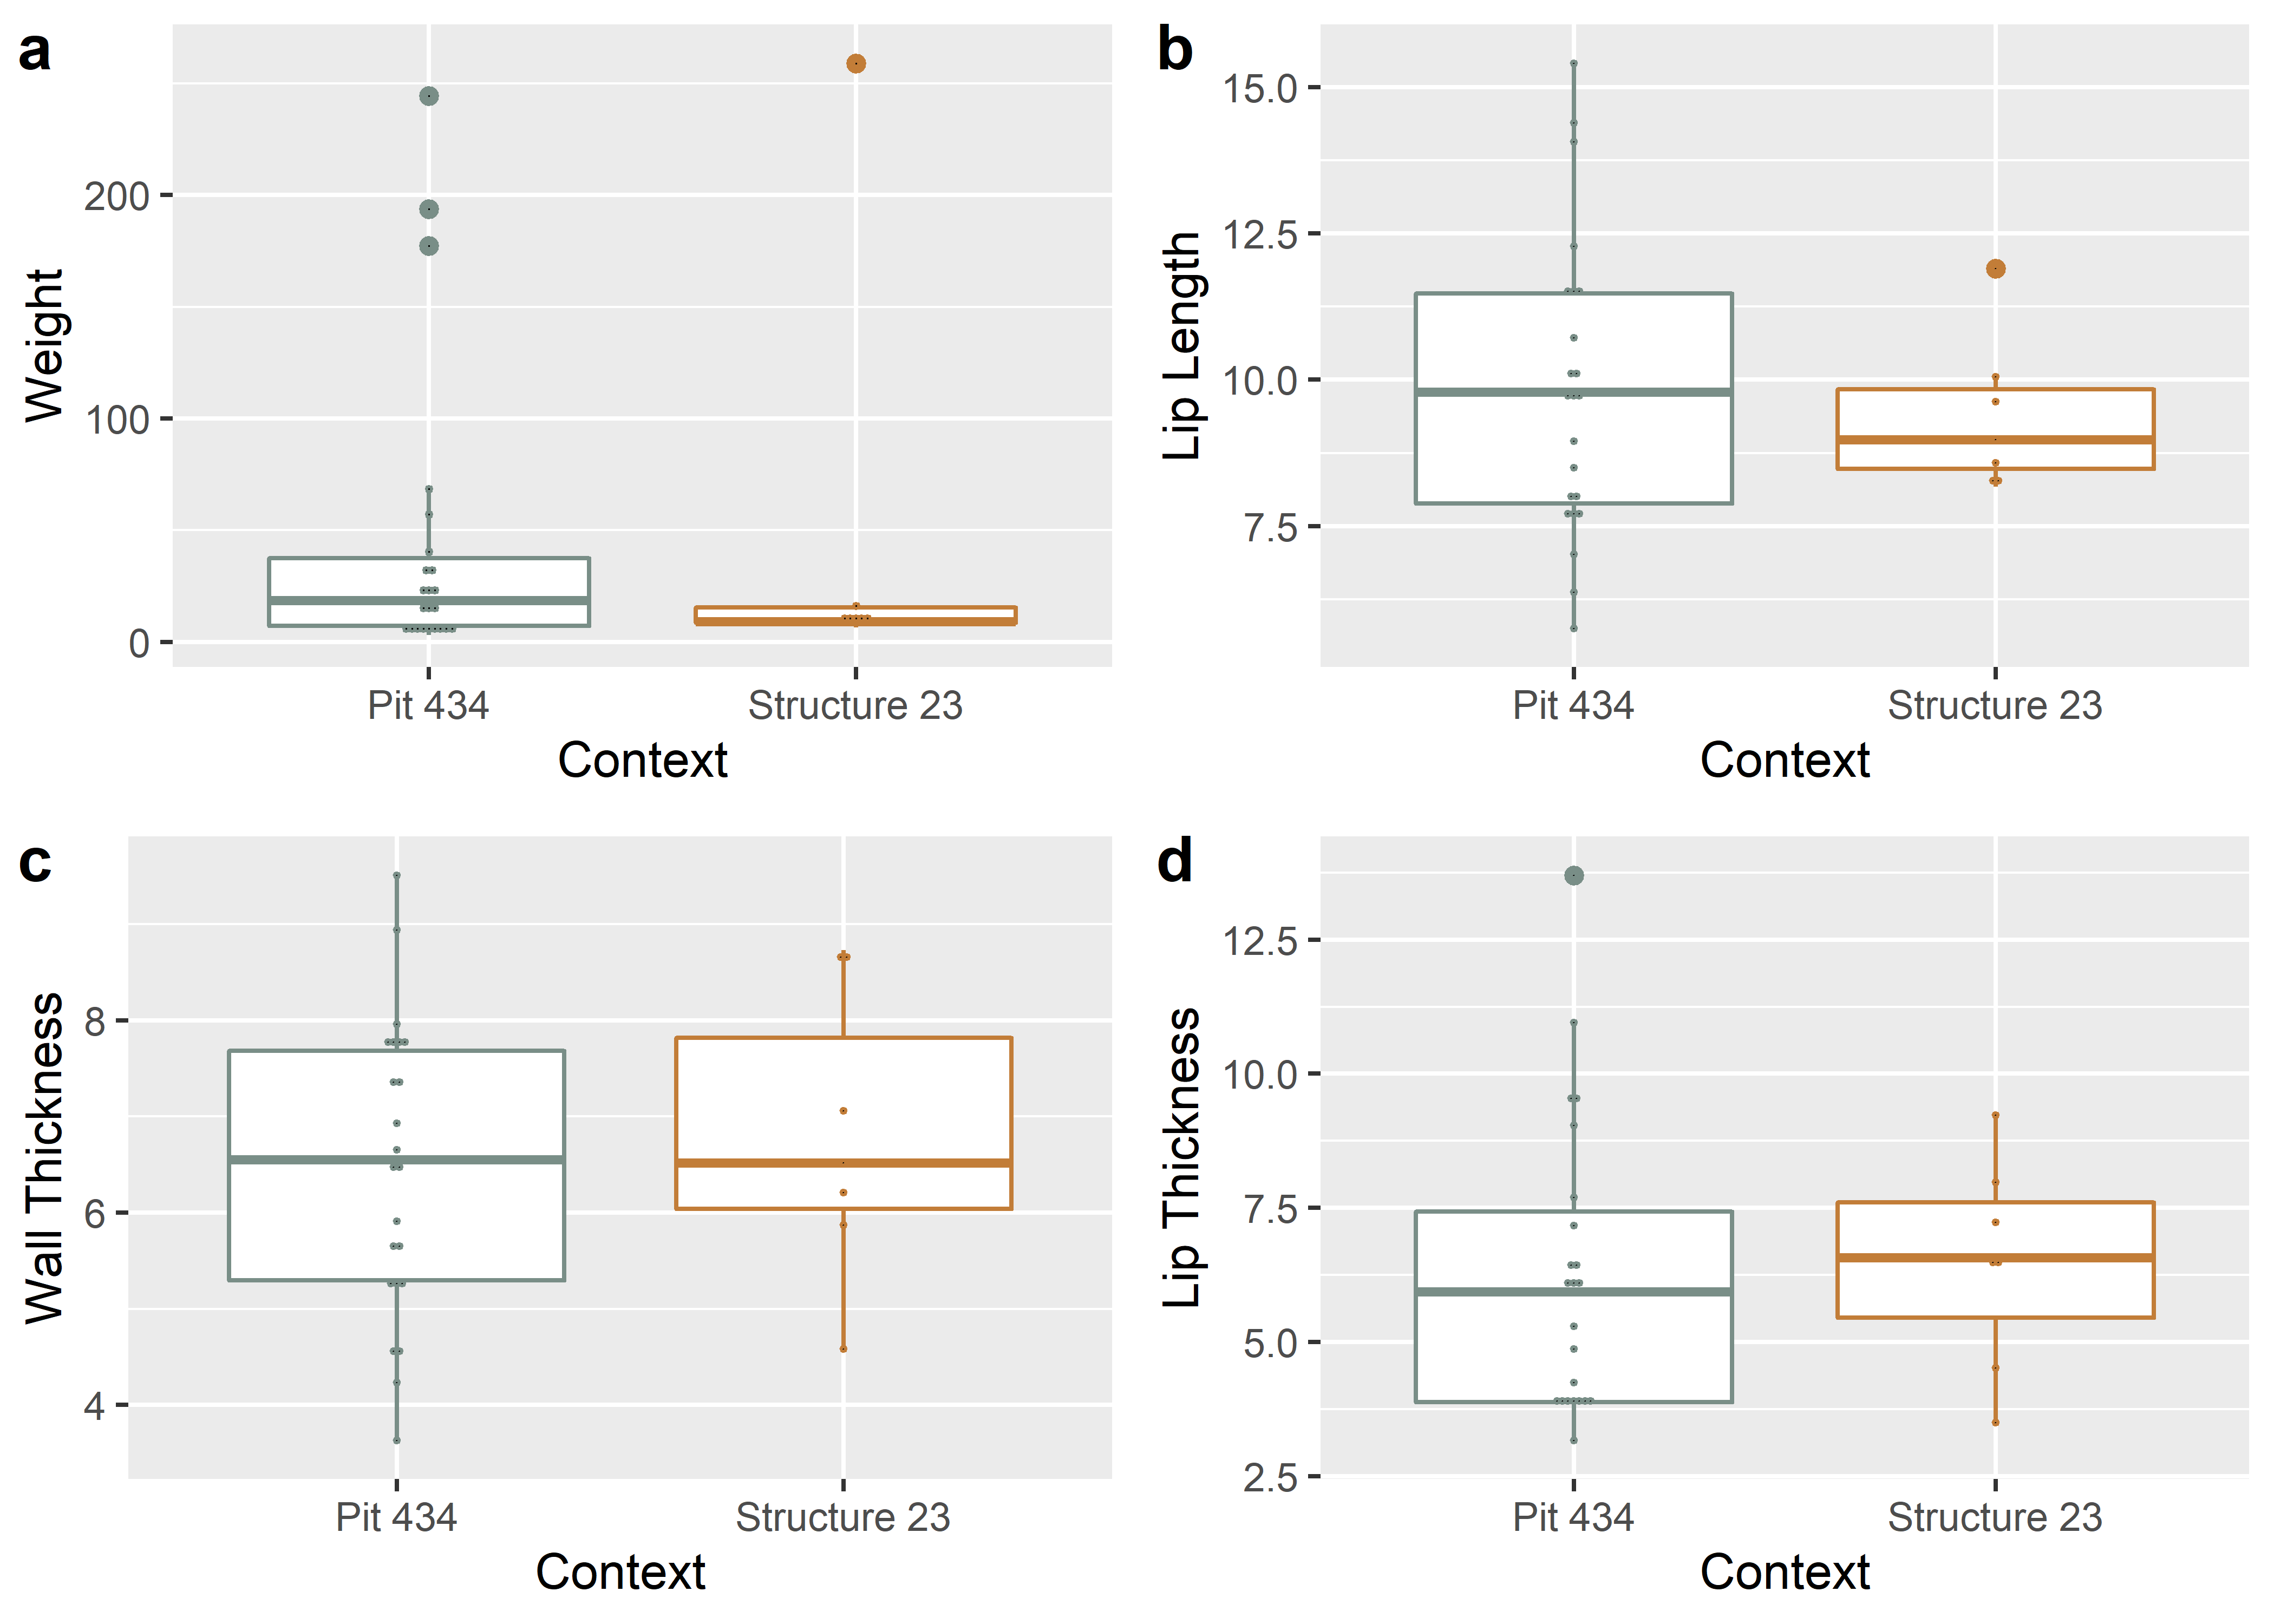 a
Weight
200
100
0
Pit 434
Structure 23
Context
b
Lip Length
15.0
12.5
10.0
7.5
Pit 434
Structure 23
Context
c
Wall Thickness
8
6
4
Pit 434
Structure 23
Context
d
Lip Thickness
12.5
10.0
7.5
5.0
2.5
Pit 434
Structure 23
Context